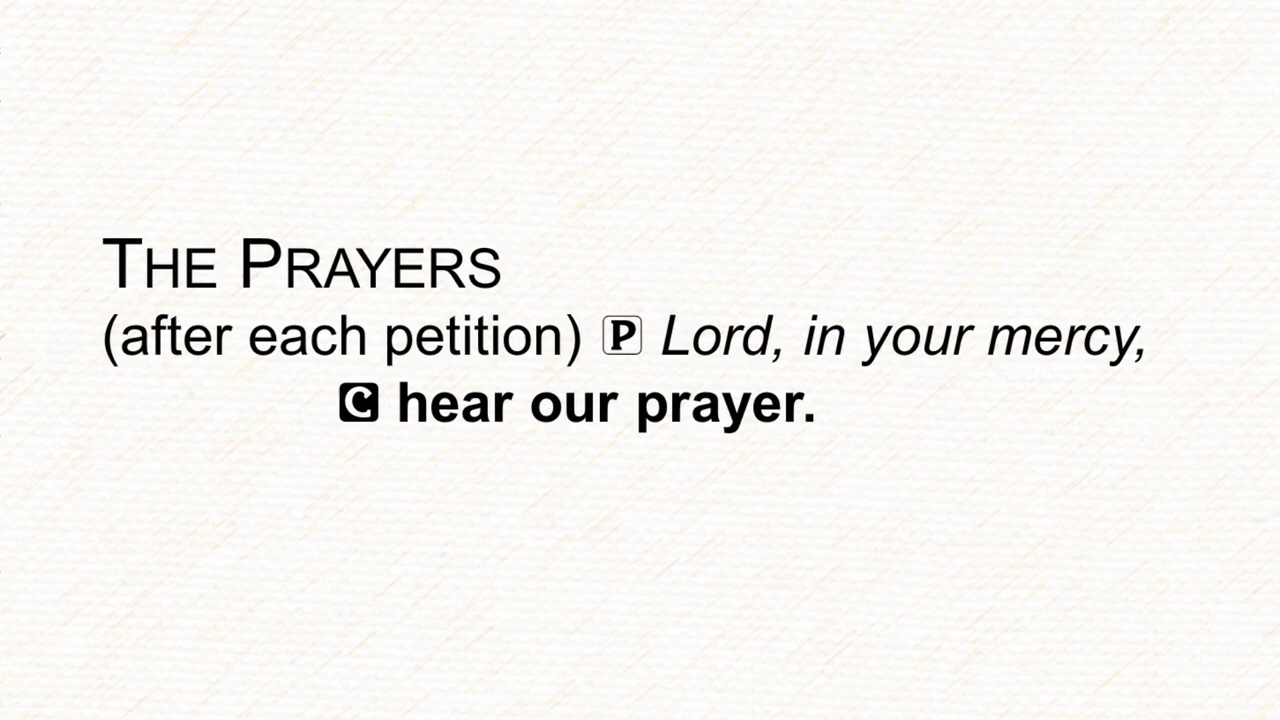 THE PRAYERS
(after each petition) P Lord, in your mercy,
C hear our prayer.